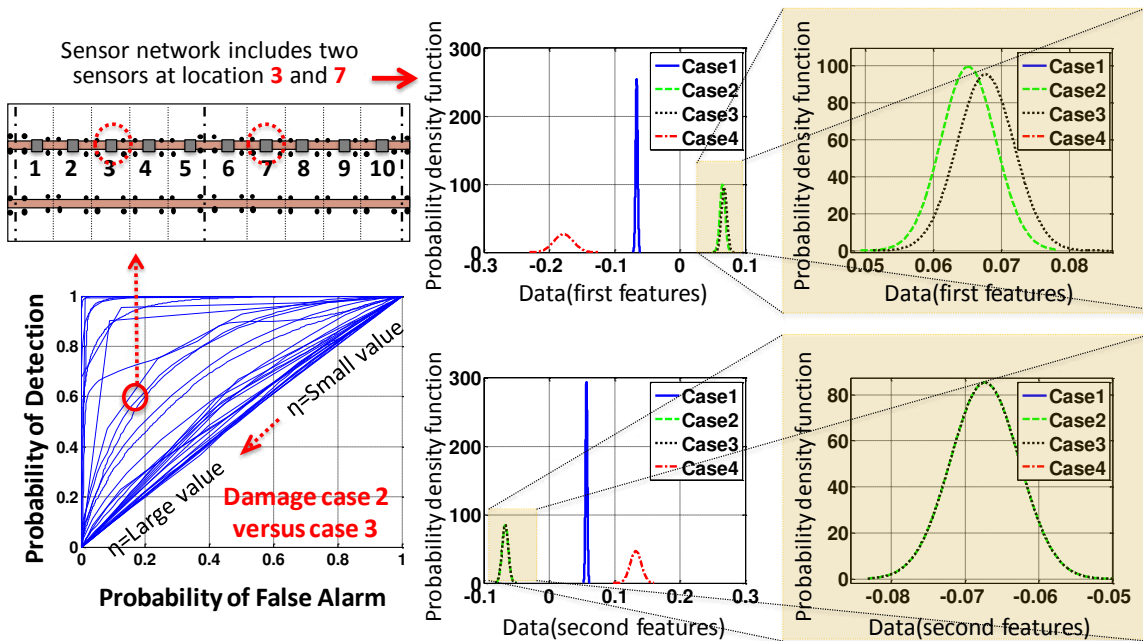 Sensor network includes two
sensors at location 3 and 7
1 2 3 4 5 6 7 8 9 10
Probability of Detection
1
0.8
0.6
0.4
0.2
0
0 0.2 0.4 0.6 0.8 1
η=Small value
η=Large value
Damage case 2
versus case 3
Probability of False Alarm
Probability density function
300
200
100
0
-0.3 -0.2 -0.1 0 0.1
Case1
Case2
Case3
Case4
Data(first features)
Probability density function
100
80
60
40
20
0
0.05 0.06 0.07 0.08
Case1
Case2
Case3
Case4
Data(first features)
Probability density function
300
200
100
0
-0.1 0 0.1 0.2 0.3
Case1
Case2
Case3
Case4
Data(second features)
Probability density function
80
60
40
20
0
-0.08 -0.07 -0.06 -0.05
Case1
Case2
Case3
Case4
Data(second features)